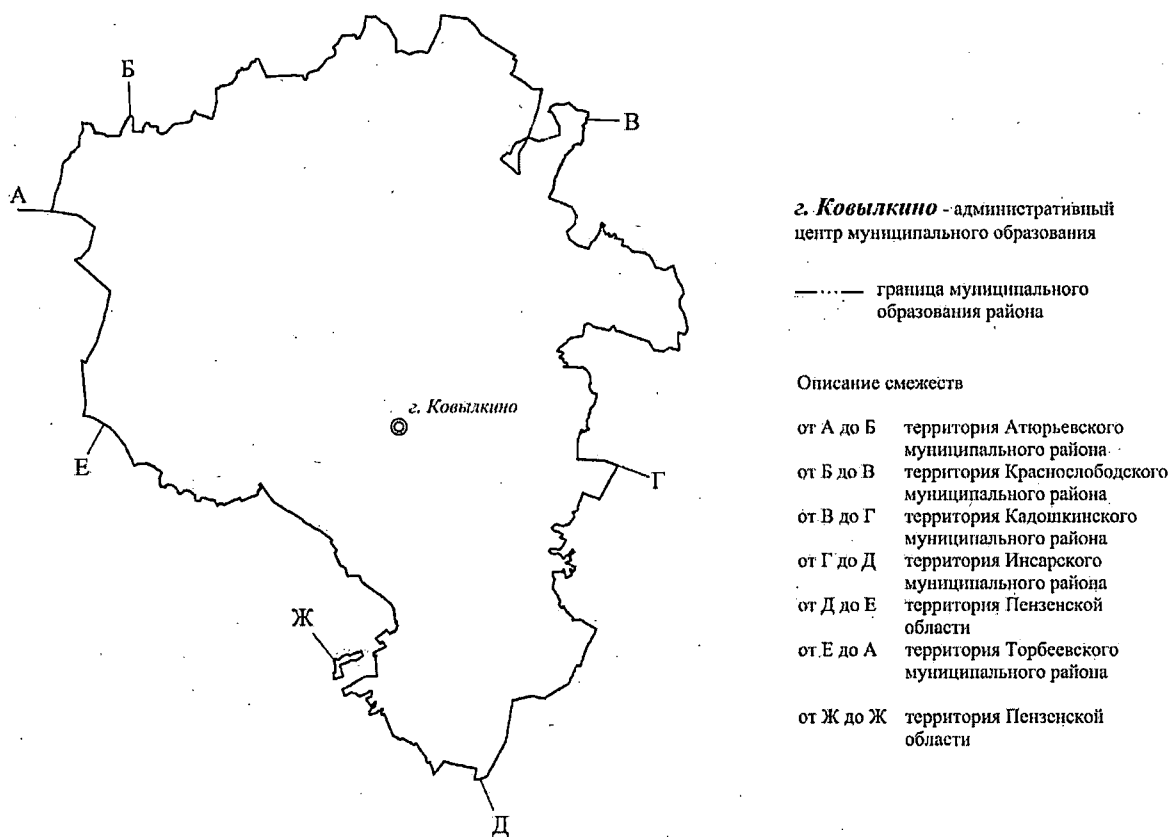 Б
В
А
г. Ковылкино - административный
центр муниципального образования
граница муниципального
образования района
Описание смежеств
г. Ковылкино
от А до Б территория Атюрьевского
муниципального района
Е
от Б до В территория Краснослободского
муниципального района
Г
от В до Г территория Кадошкинского
муниципального района
от Г до Д территория Инсарского
муниципального района
от Д до Е территория Пензенской
области
Ж
от Е до А территория Торбеевского
муниципального района
от Ж до Ж территория Пензенской
области
Д